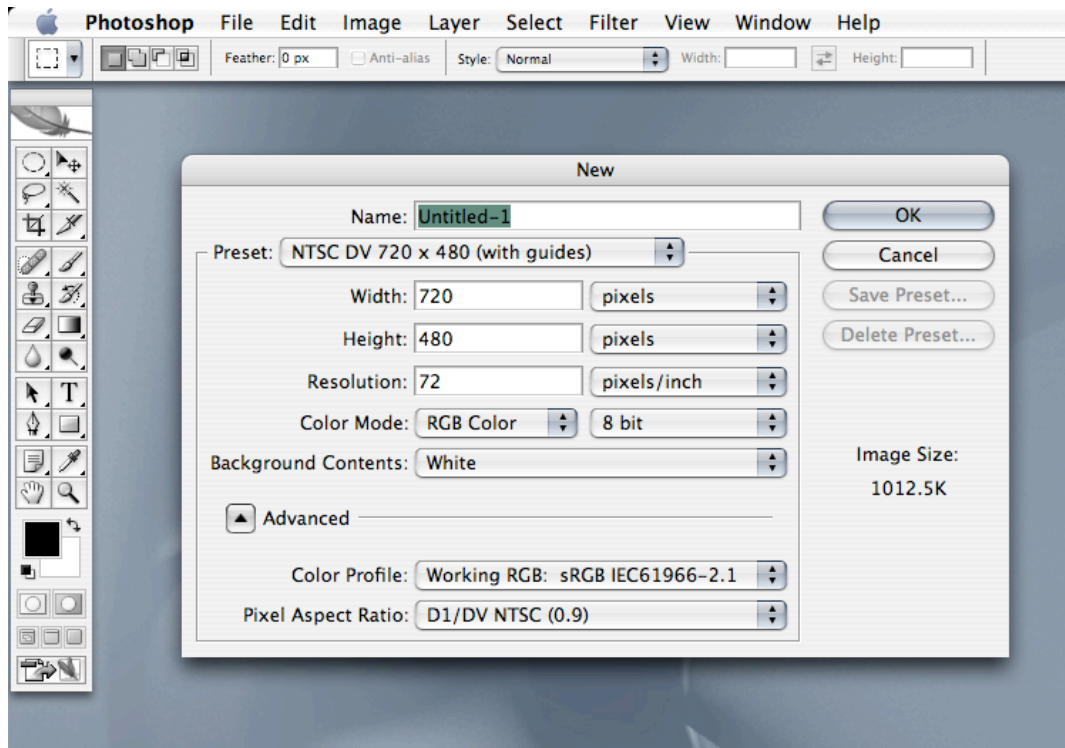 Photoshop File Edit Image Layer Select Filter View Window Help
Feather: 0 px Anti-alias Style: Normal Width: Height:
New
Name: Untitled-1 OK
Preset: NTSC DV 720 x 480 (with guides) Cancel
Width: 720 pixels Save Preset...
Height: 480 pixels Delete Preset...
Resolution: 72 pixels/inch
Color Mode: RGB Color 8 bit
Background Contents: White Image Size:
1012.5K
Advanced
Color Profile: Working RGB: sRGB IEC61966-2.1
Pixel Aspect Ratio: D1/DV NTSC (0.9)